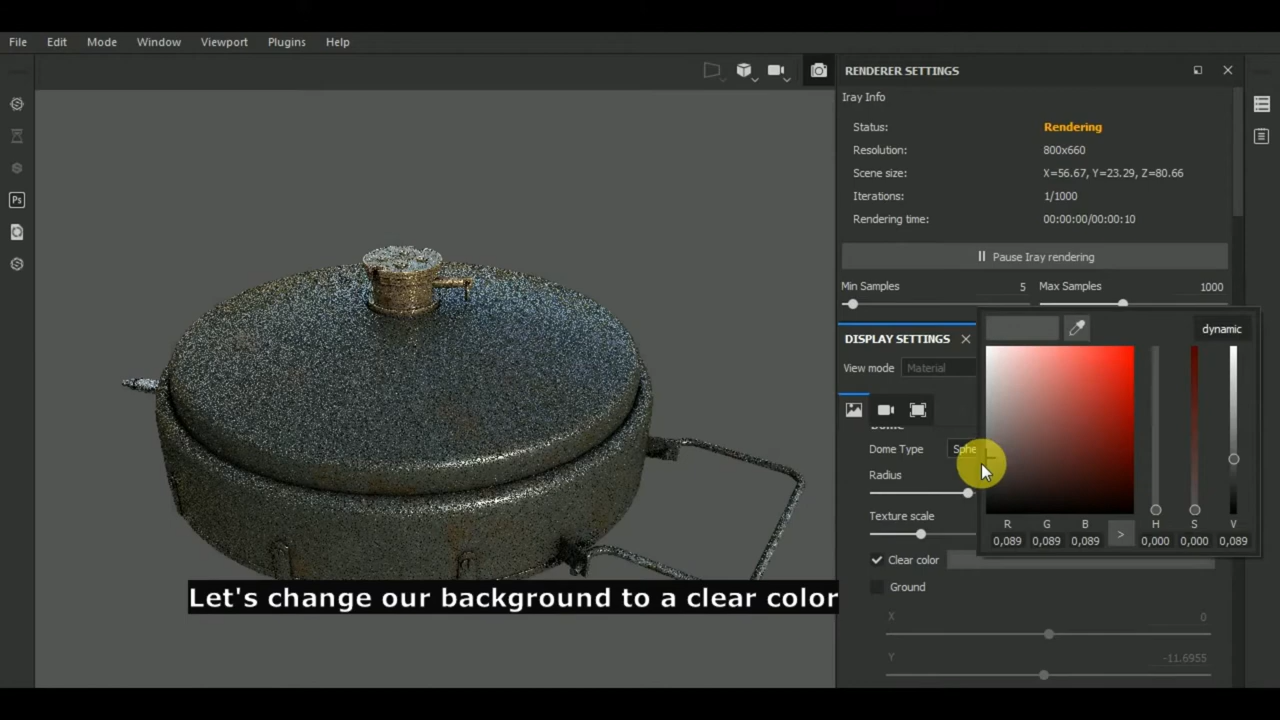 File Edit Mode Window Viewport Plugins Help
RENDERER SETTINGS
Iray Info
Status: Rendering
Resolution: 800x660
Scene size: X=56.67, Y=23.29, Z=80.66
Iterations: 1/1000
Rendering time: 00:00:00/00:00:10
Pause Iray rendering
Min Samples 5 Max Samples 1000
dynamic
DISPLAY SETTINGS
View mode Material
Dome
Dome Type Sphe
Radius
Texture scale
R G B H S V
0,089 0,089 0,089 > 0,000 0,000 0,089
Clear color
Ground
X 0
Y -11.6955
Ps
Let's change our background to a clear color